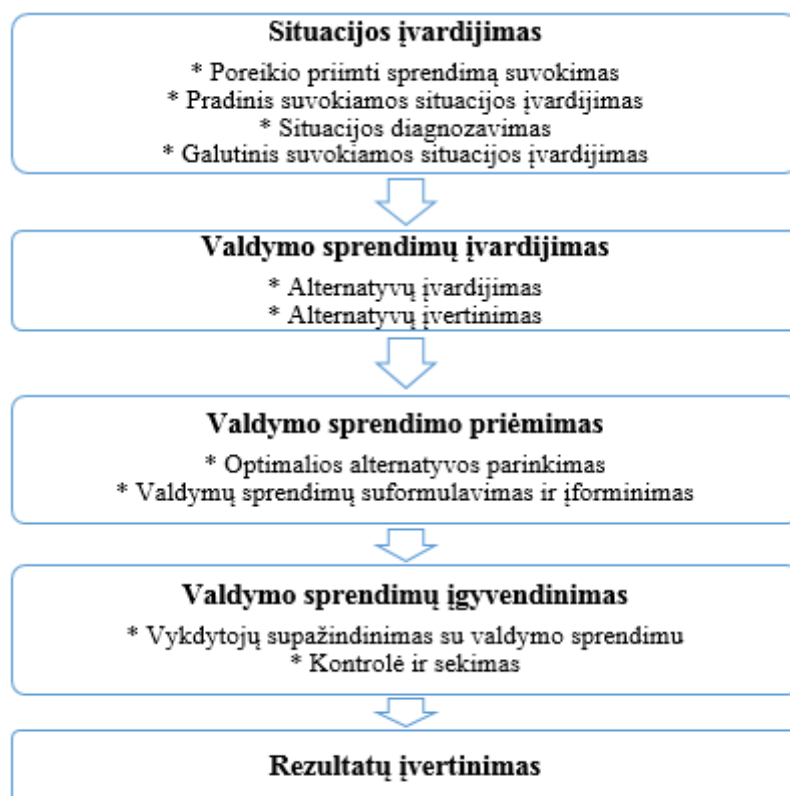 Situacijos įvardijimas
* Poreikio priimti sprendimą suvokimas
* Pradinis suvokiamos situacijos įvardijimas
* Situacijos diagnozavimas
* Galutinis suvokiamos situacijos įvardijimas
Valdymo sprendimų įvardijimas
* Alternatyvų įvardijimas
* Alternatyvų įvertinimas
Valdymo sprendimo priėmimas
* Optimalios alternatyvos parinkimas
* Valdymų sprendimų suformulavimas ir įforminimas
Valdymo sprendimų įgyvendinimas
* Vykdytojų supažindinimas su valdymo sprendimu
* Kontrolė ir sekimas
Rezultatų įvertinimas